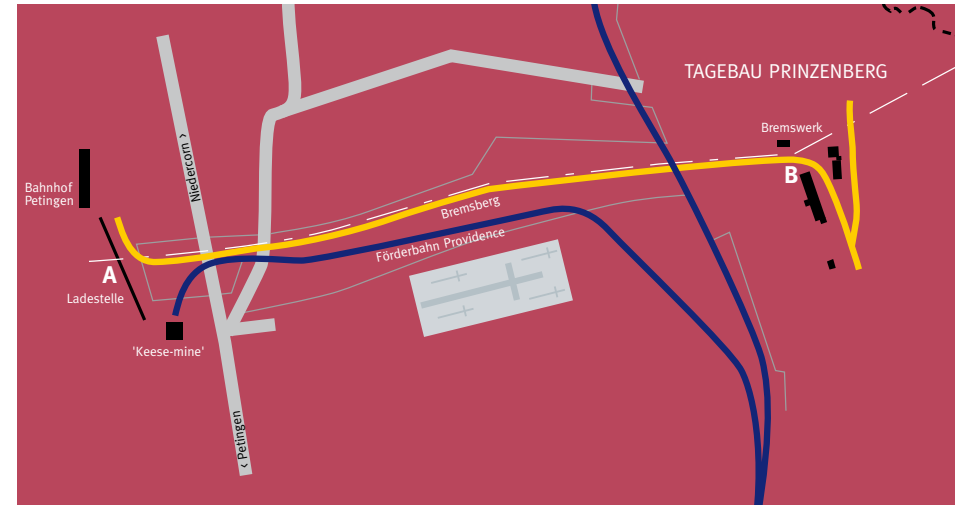 TAGEBAU PRINZENBERG
Bremswerk
Niedercorn >
B
Bahnhof
Petingen
Bremsberg
Förderbahn Providence
A
Ladestelle
'Keese-mine'
< Petingen